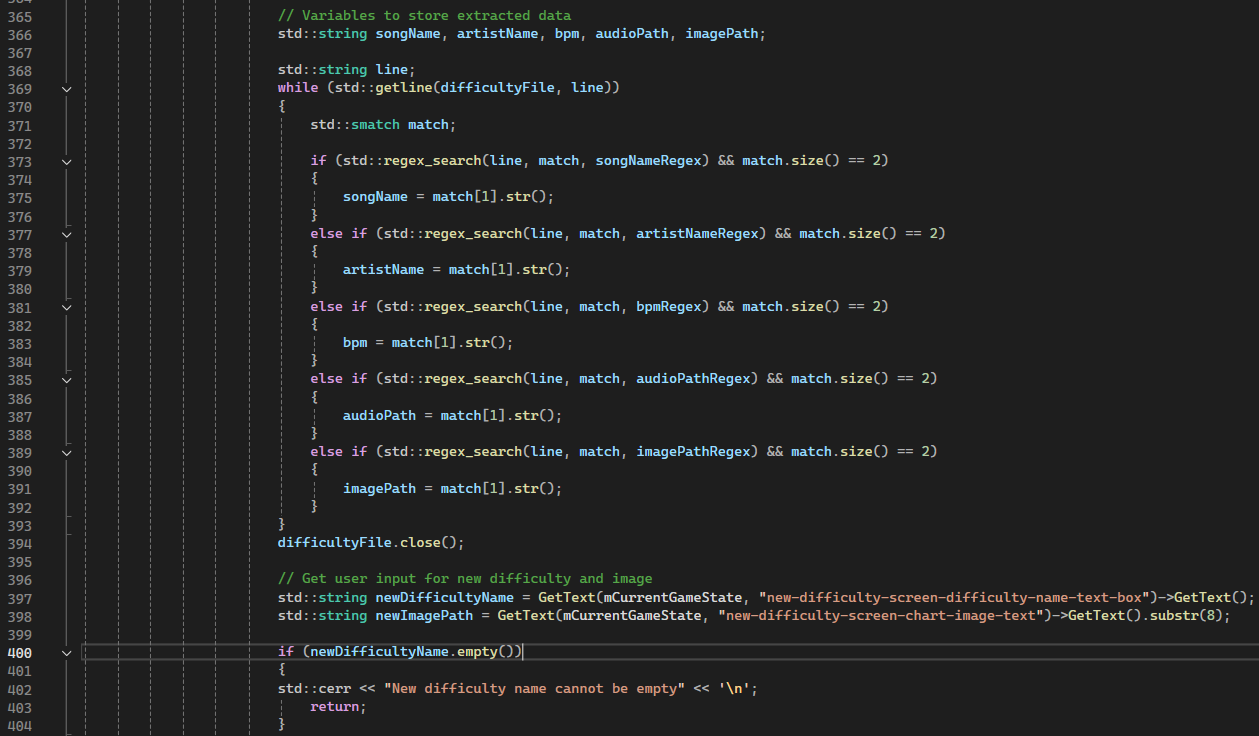 364
365 // Variables to store extracted data
366 std::string songName, artistName, bpm, audioPath, imagePath;
367
368 std::string line;
369 while (std::getline(difficultyFile, line))
370 {
371 std::smatch match;
372
373 if (std::regex_search(line, match, songNameRegex) && match.size() == 2)
374 {
375 songName = match[1].str();
376 }
377 else if (std::regex_search(line, match, artistNameRegex) && match.size() == 2)
378 {
379 artistName = match[1].str();
380 }
381 else if (std::regex_search(line, match, bpmRegex) && match.size() == 2)
382 {
383 bpm = match[1].str();
384 }
385 else if (std::regex_search(line, match, audioPathRegex) && match.size() == 2)
386 {
387 audioPath = match[1].str();
388 }
389 else if (std::regex_search(line, match, imagePathRegex) && match.size() == 2)
390 {
391 imagePath = match[1].str();
392 }
393 }
394 difficultyFile.close();
395
396 // Get user input for new difficulty and image
397 std::string newDifficultyName = GetText(mCurrentGameState, "new-difficulty-screen-difficulty-name-text-box")->GetText();
398 std::string newImagePath = GetText(mCurrentGameState, "new-difficulty-screen-chart-image-text")->GetText().substr(8);
399
400 if (newDifficultyName.empty())
401 {
402 std::cerr << "New difficulty name cannot be empty" << '\n';
403 return;
404 }